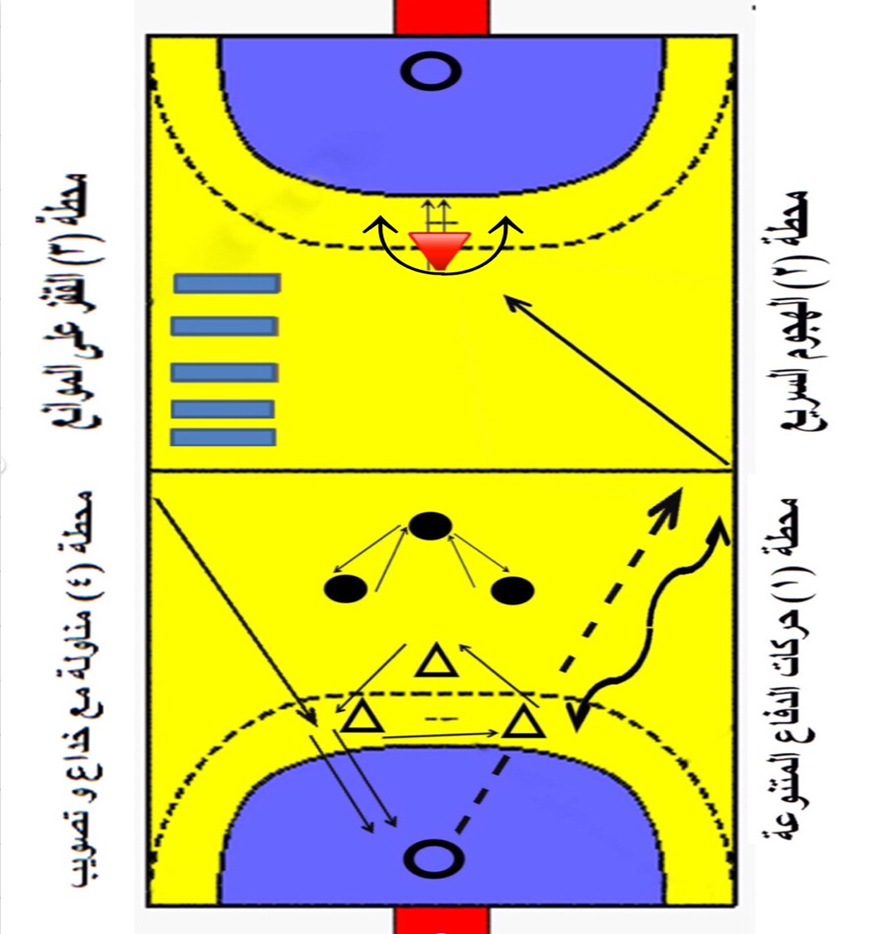 محطة (١) حركات الدفاع المتنوعة
محطة (٢) الهجوم السريع
محطة (٣) القفز على الموانع
محطة (٤) مناولة مع خداع و تصويب